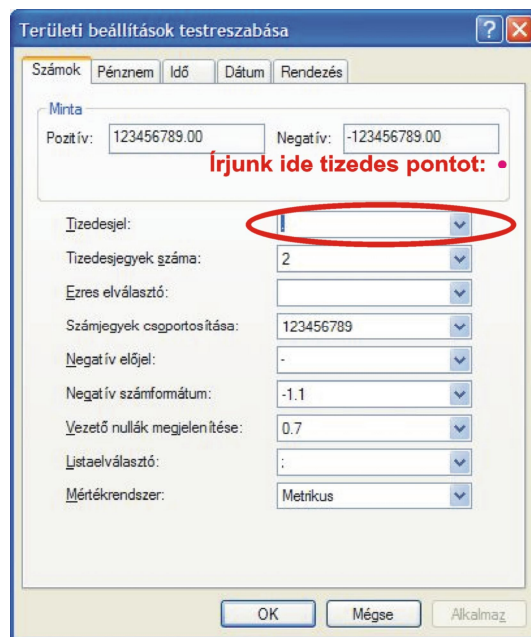 Területi beállítások testreszabása
Számok Pénznem Idő Dátum Rendezés
Minta
Pozitív: 123456789.00 Negatív: -123456789.00
Írjunk ide tizedes pontot: •
Tizedesjel: .
Tizedesjegyek száma: 2
Ezres elválasztó:
Számjegyek csoportosítása: 123456789
Negatív előjel: -
Negatív számformátum: -1.1
Vezető nullák megjelenítése: 0.7
Listaelválasztó: ;
Mértékrendszer: Metrikus
OK Mégse Alkalmaz